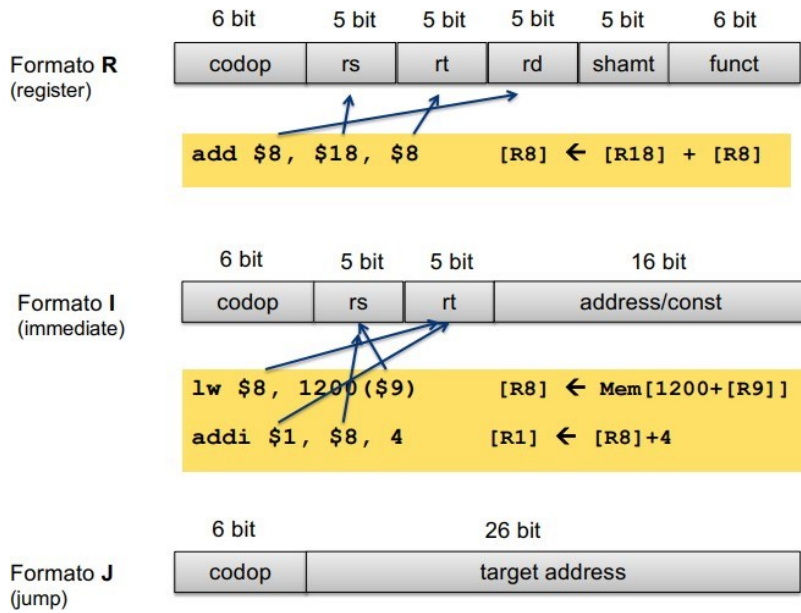 6 bit 5 bit 5 bit 5 bit 5 bit 6 bit
Formato R codop rs rt rd shamt funct
(register)
add $8, $18, $8 [R8] ← [R18] + [R8]
6 bit 5 bit 5 bit 16 bit
Formato I codop rs rt address/const
(immediate)
lw $8, 1200($9) [R8] ← Mem[1200+[R9]]
addi $1, $8, 4 [R1] ← [R8]+4
6 bit 26 bit
Formato J codop target address
(jump)